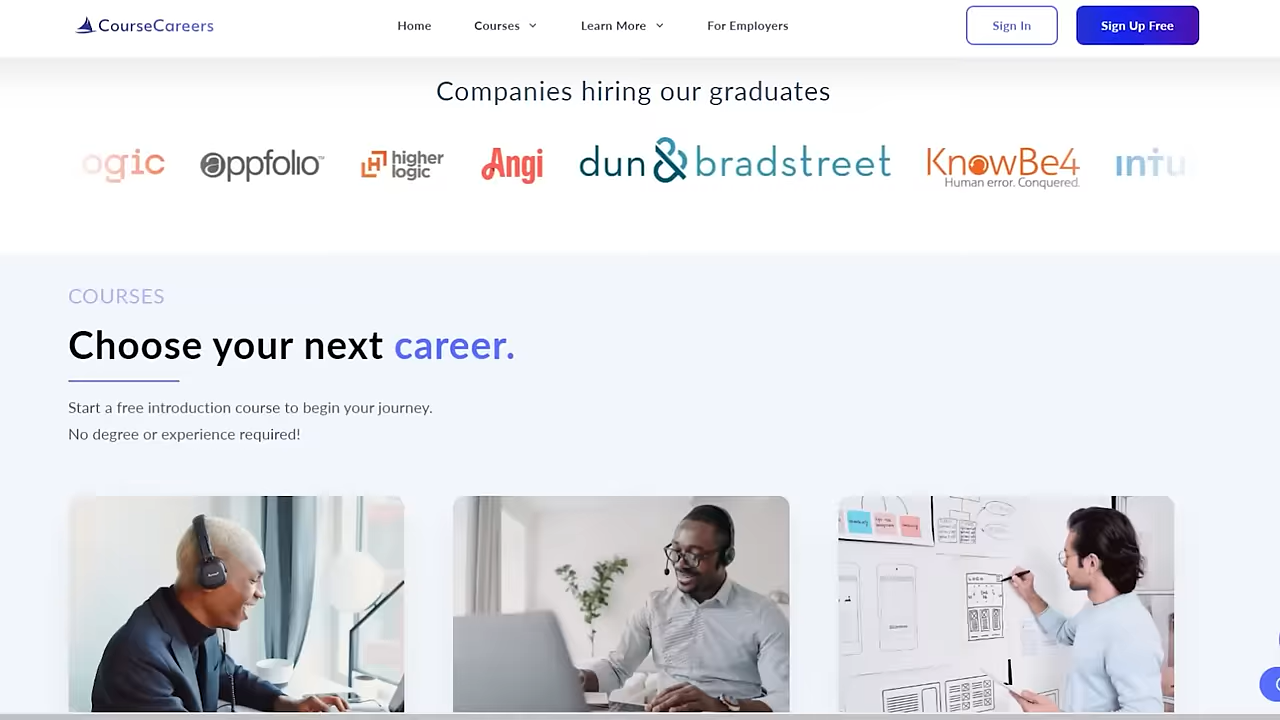 CourseCareers
Home
Courses
Learn More
For Employers
Sign In
Sign Up Free
Companies hiring our graduates
ogic
appfolio
higher
logic
Angi
dun & bradstreet
KnowBe4
Human error. Conquered.
intu
COURSES
Choose your next career.
Start a free introduction course to begin your journey.
No degree or experience required!